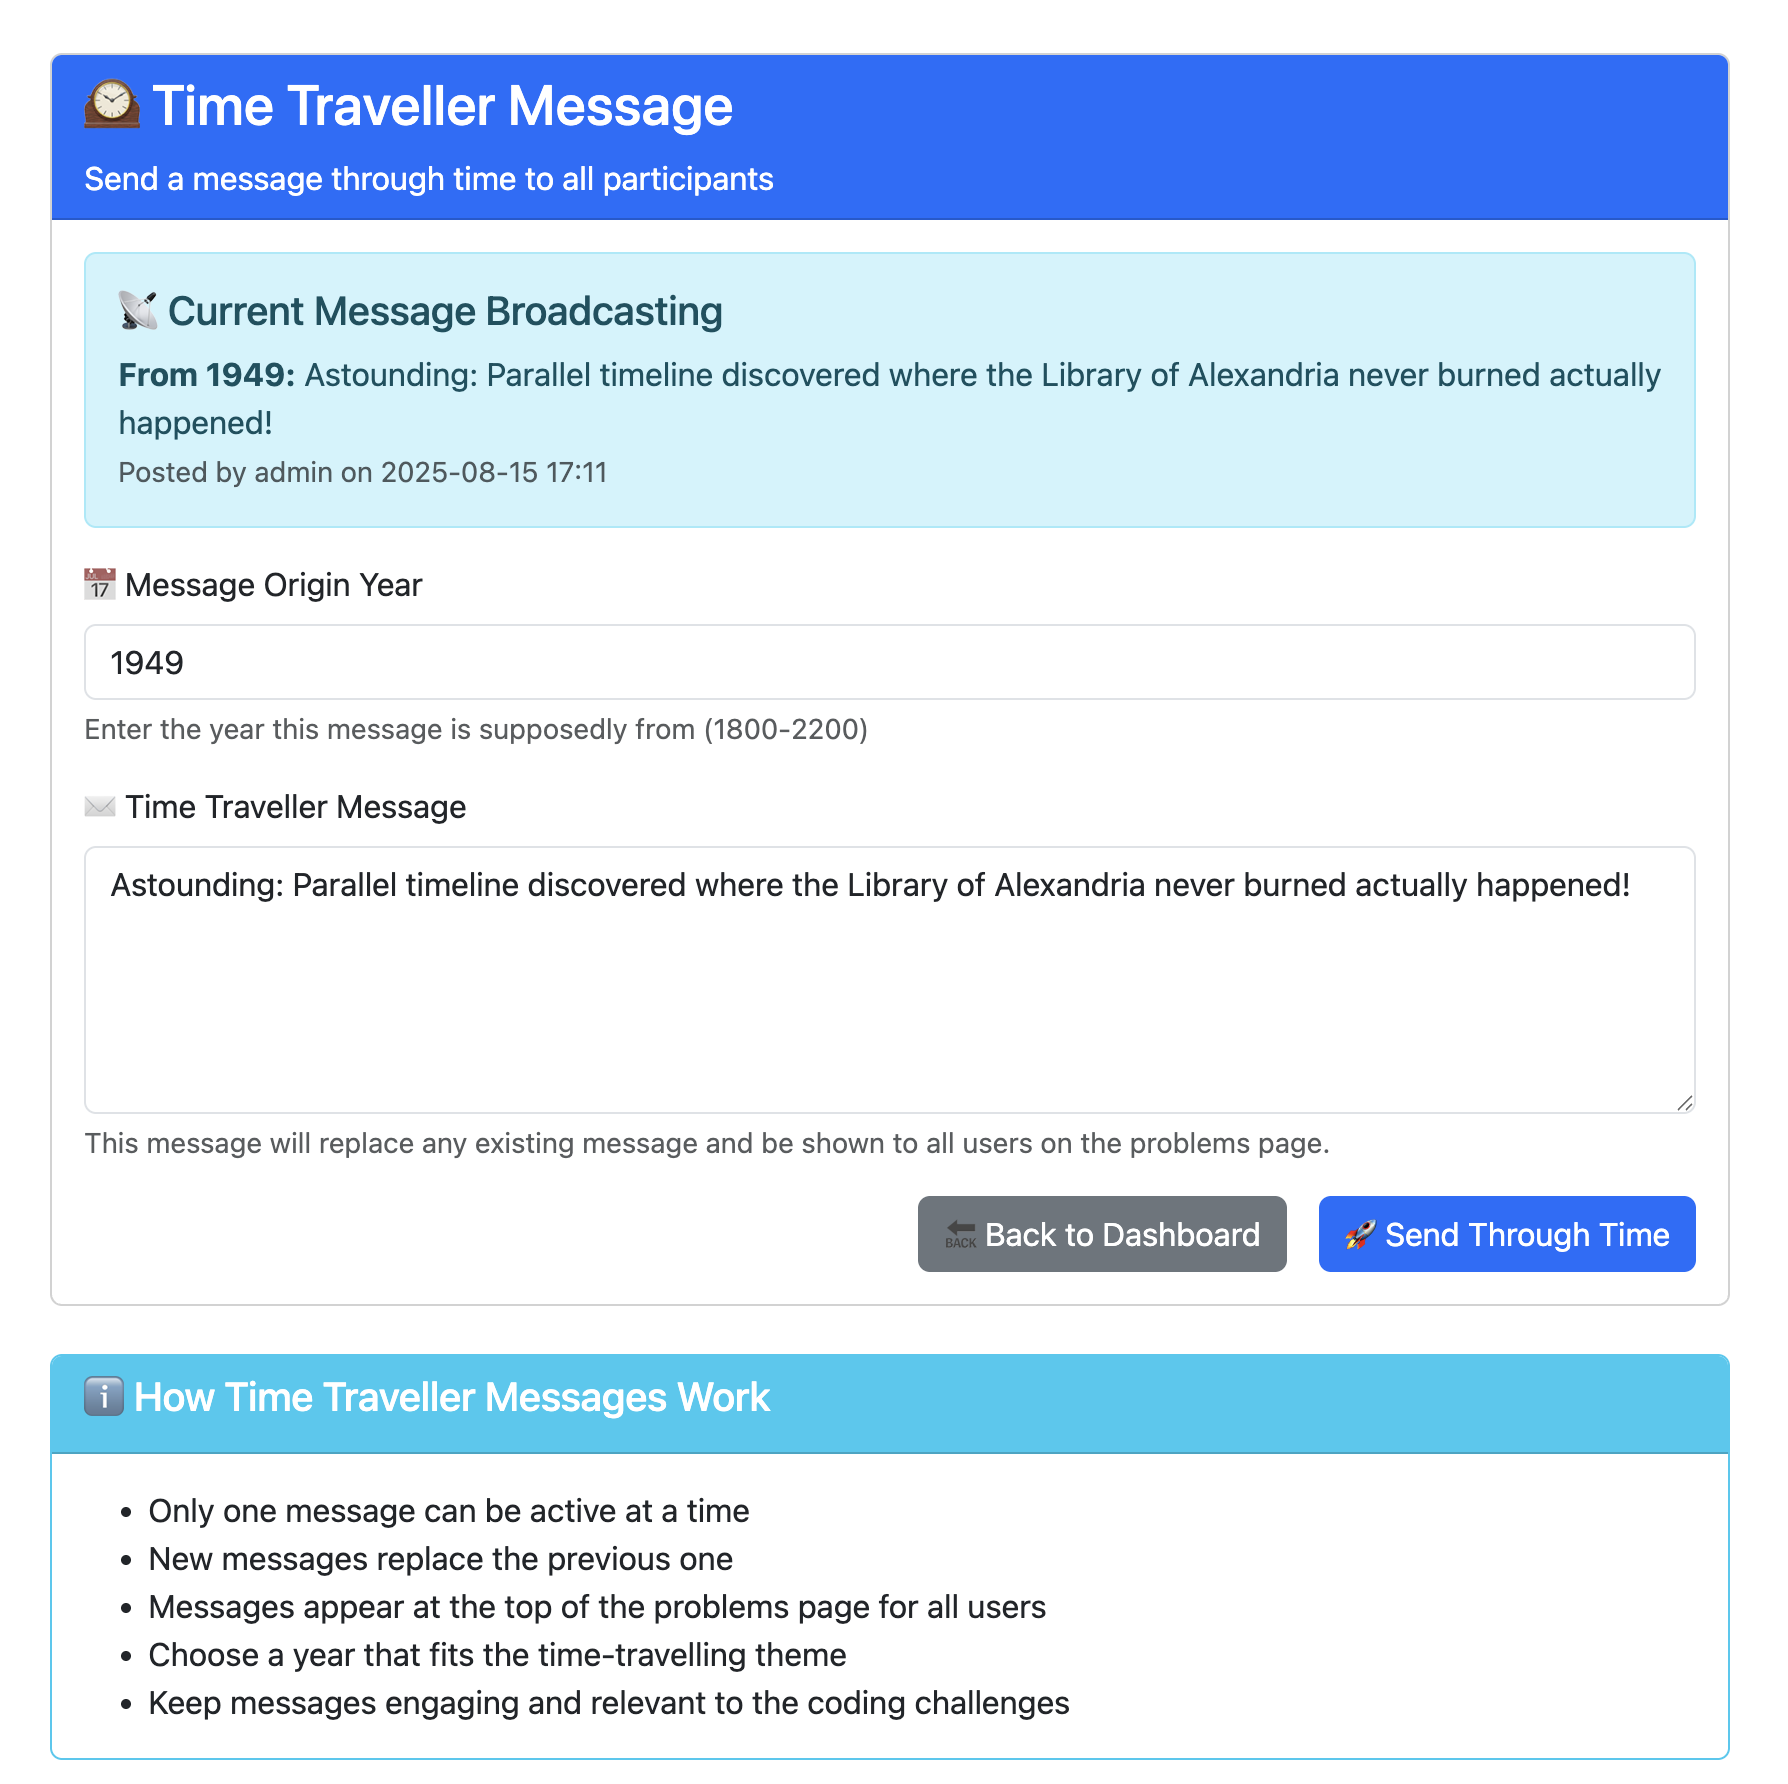 Time Traveller Message
Send a message through time to all participants
Current Message Broadcasting
From 1949: Astounding: Parallel timeline discovered where the Library of Alexandria never burned actually
happened!
Posted by admin on 2025-08-15 17:11
JUL
17
Message Origin Year
1949
Enter the year this message is supposedly from (1800-2200)
Time Traveller Message
Astounding: Parallel timeline discovered where the Library of Alexandria never burned actually happened!
This message will replace any existing message and be shown to all users on the problems page.
BACK
Back to Dashboard
Send Through Time
i
How Time Traveller Messages Work
• Only one message can be active at a time
• New messages replace the previous one
• Messages appear at the top of the problems page for all users
• Choose a year that fits the time-travelling theme
• Keep messages engaging and relevant to the coding challenges